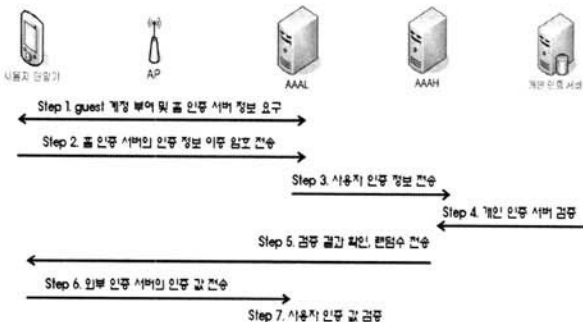 사용자 단말기
AP
AAAL
AAAH
개인 인증 서버
Step 1. guest 계정 부여 및 홈 인증 서버 정보 요구
Step 2. 홈 인증 서버의 인증 정보 이중 암호 전송
Step 3. 사용자 인증 정보 전송
Step 4. 개인 인증 서버 검증
Step 5. 검증 결과 확인, 랜덤수 전송
Step 6. 외부 인증 서버의 인증 값 전송
Step 7. 사용자 인증 값 검증